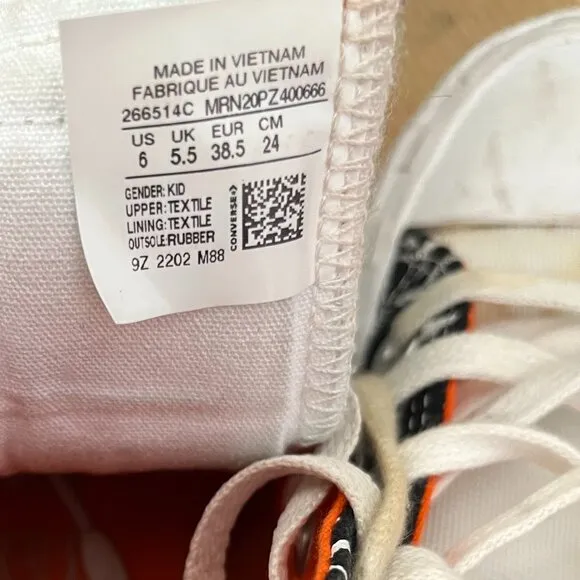 MADE IN VIETNAM
FABRIQUE AU VIETNAM
266514C MRN20PZ400666
US UK EUR CM
6 5.5 38.5 24
GENDER: KID
UPPER: TEXTILE
LINING: TEXTILE
OUTSOLE:RUBBER
CONVERSE
9Z 2202 M88